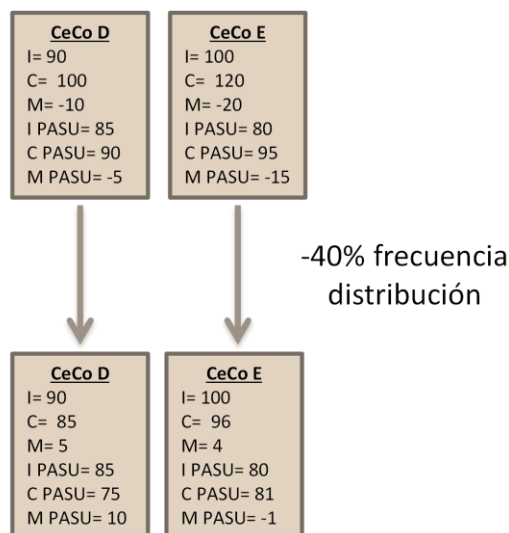 CeCo D
I= 90
C= 100
M= -10
I PASU= 85
C PASU= 90
M PASU= -5
CeCo E
I= 100
C= 120
M= -20
I PASU= 80
C PASU= 95
M PASU= -15
-40% frecuencia
distribución
CeCo D
I= 90
C= 85
M= 5
I PASU= 85
C PASU= 75
M PASU= 10
CeCo E
I= 100
C= 96
M= 4
I PASU= 80
C PASU= 81
M PASU= -1